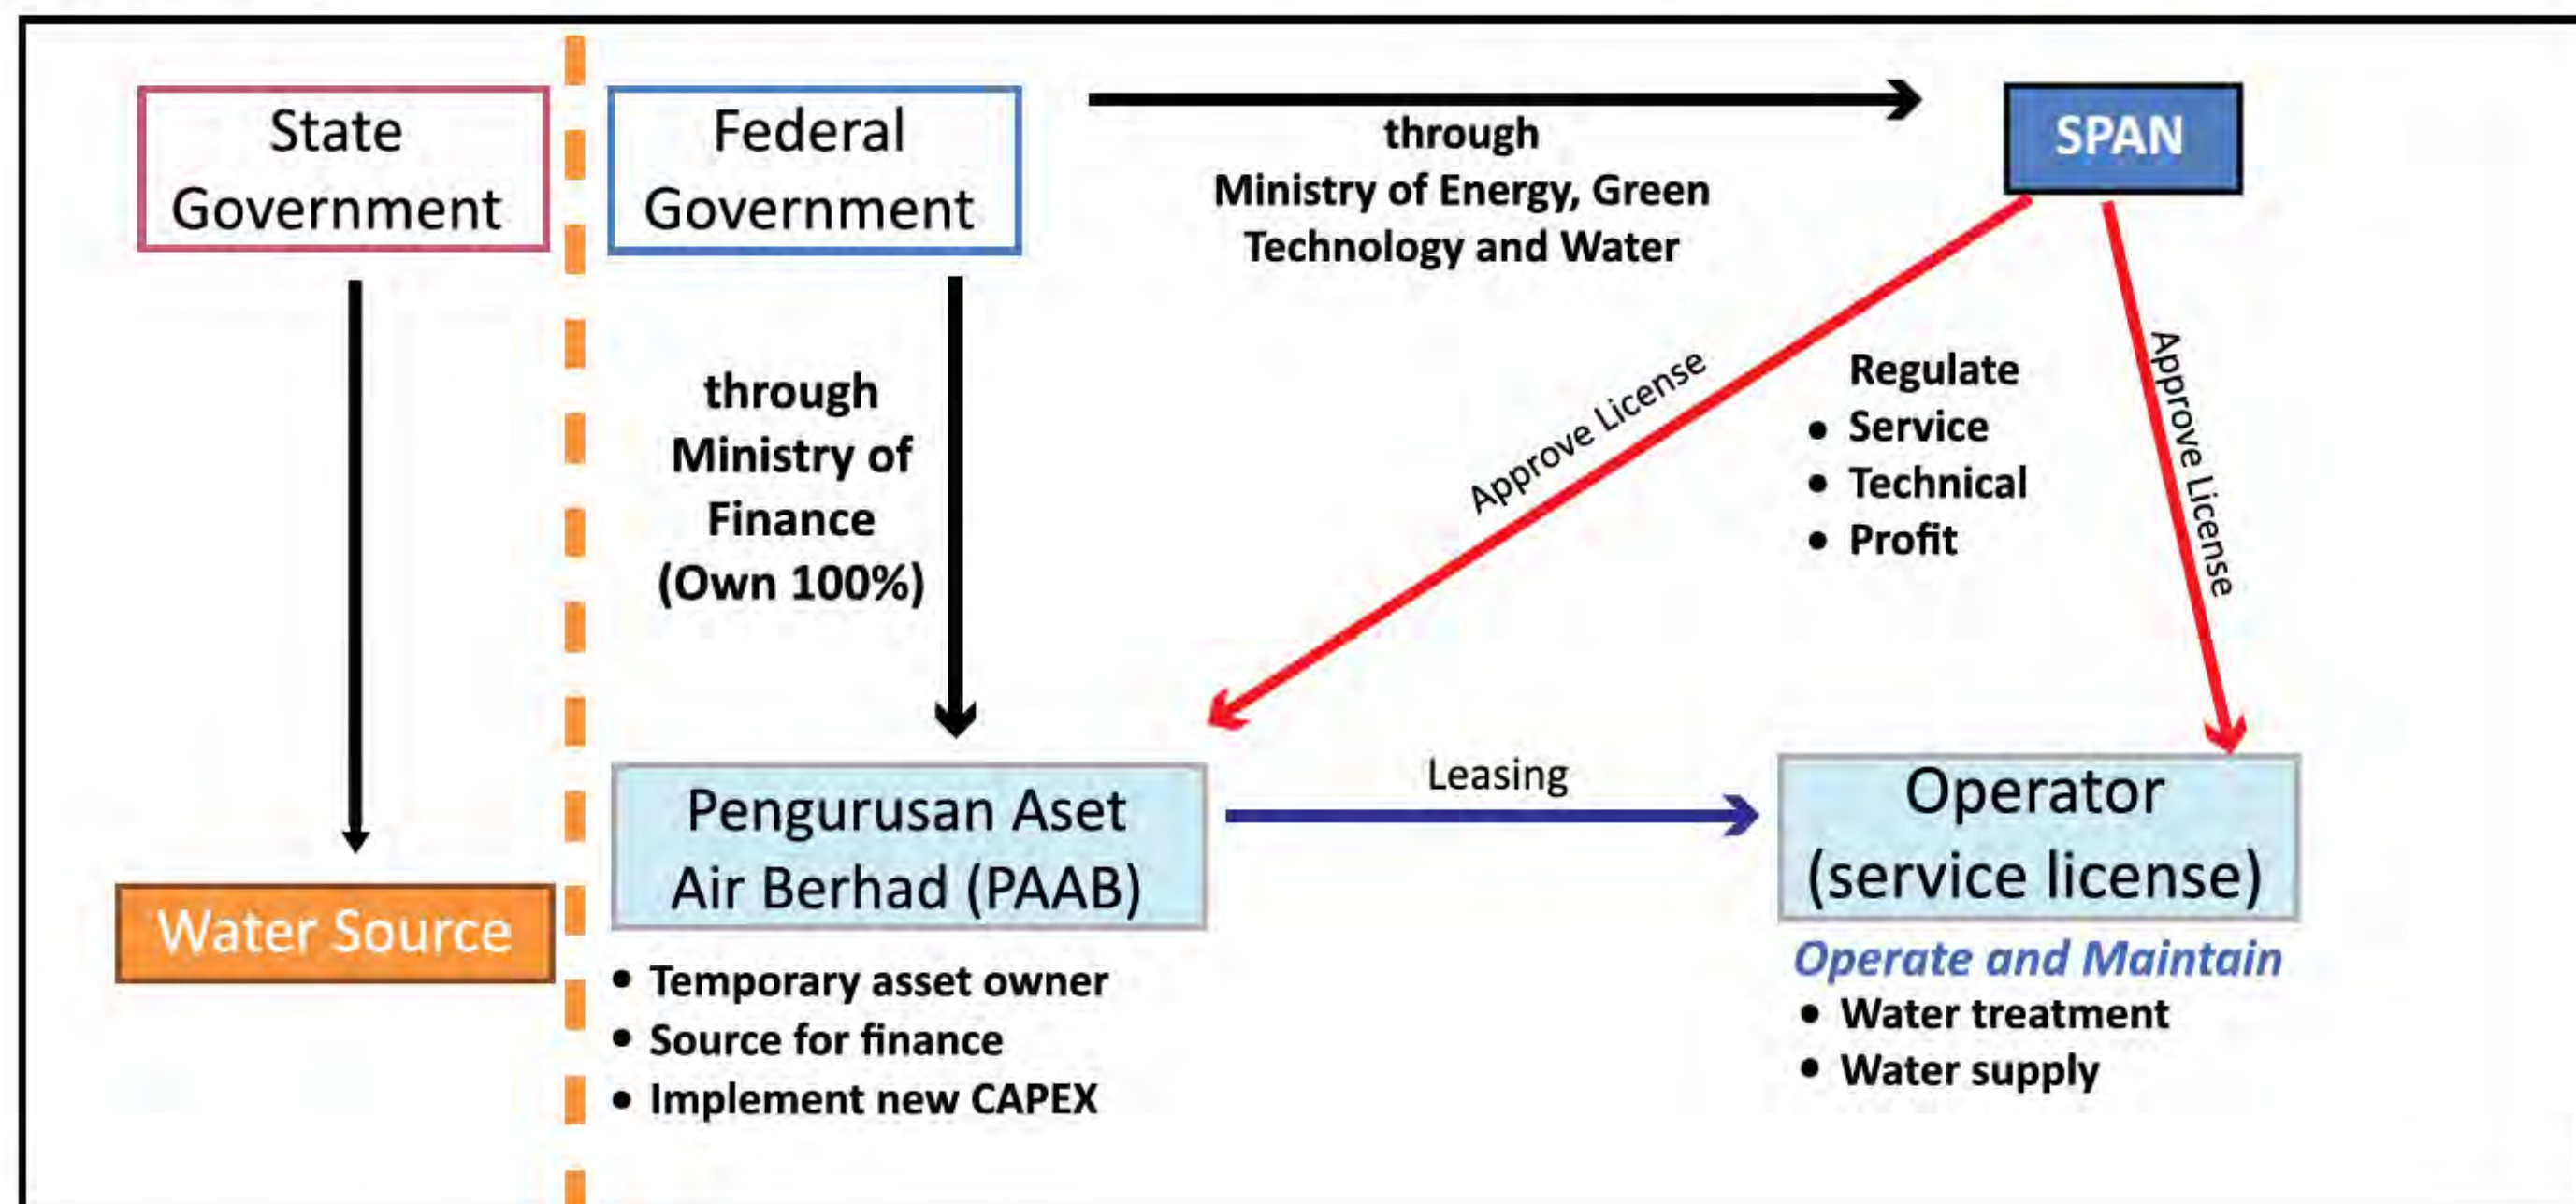 State
Government
Federal
Government
through
Ministry of Energy, Green
Technology and Water
SPAN
through
Ministry of
Finance
(Own 100%)
Approve License
Regulate
• Service
• Technical
• Profit
Approve License
Water Source
Pengurusan Aset
Air Berhad (PAAB)
• Temporary asset owner
• Source for finance
• Implement new CAPEX
Leasing
Operator
(service license)
Operate and Maintain
• Water treatment
• Water supply